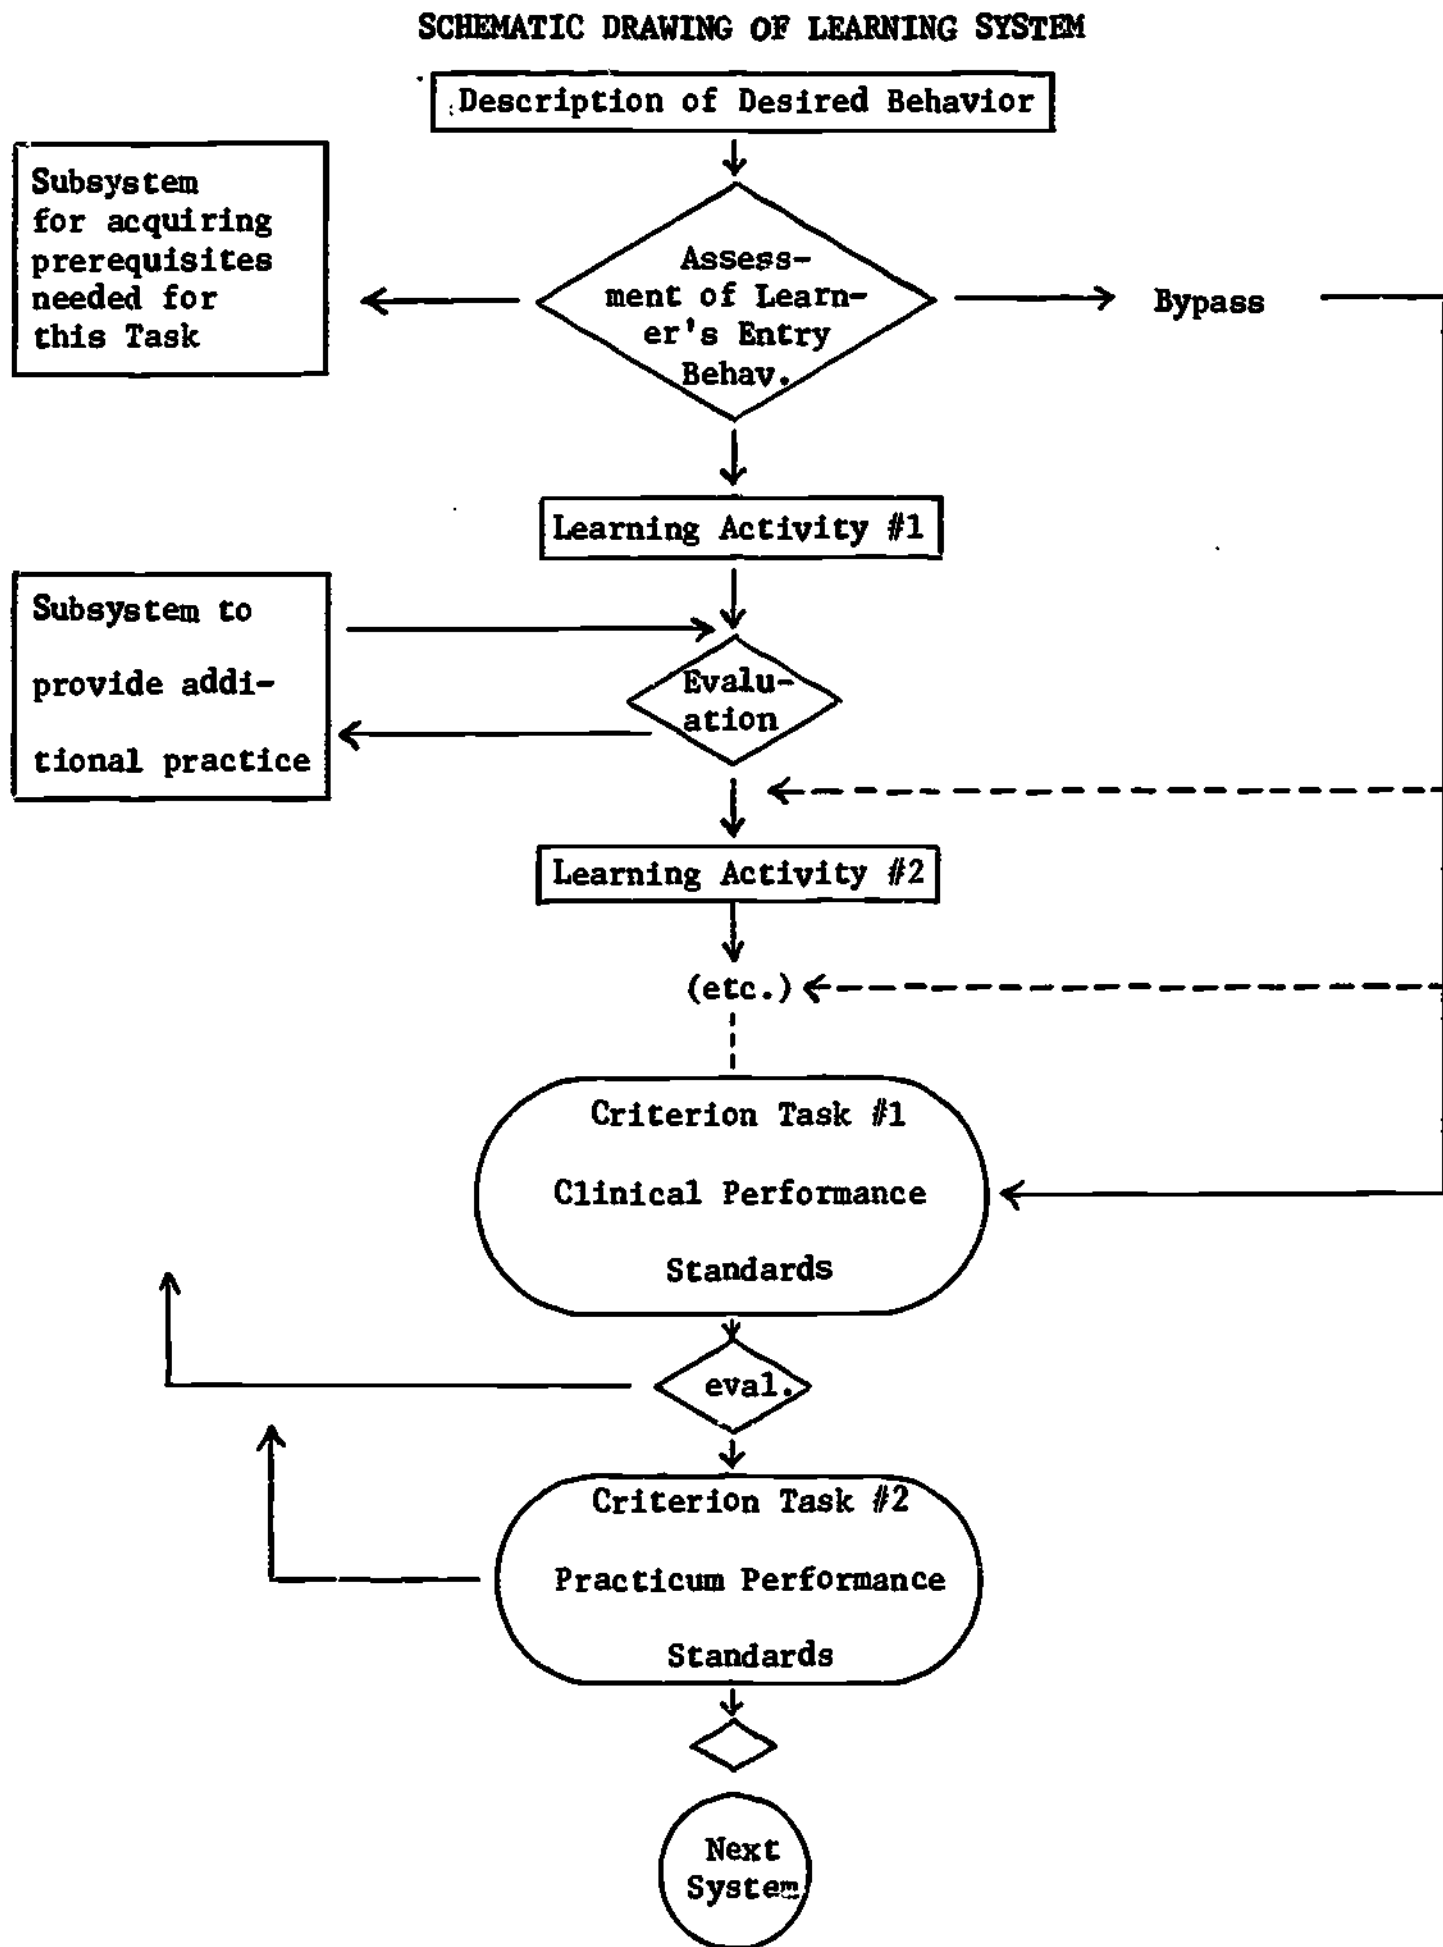 SCHEMATIC DRAWING OF LEARNING SYSTEM
Description of Desired Behavior
Subsystem
for acquiring
prerequisites
needed for
this Task
Assess-
ment of Learn-
er's Entry
Behav.
Bypass
Learning Activity #1
Subsystem to
provide addi-
tional practice
Evalu-
ation
Learning Activity #2
(etc.)
Criterion Task #1
Clinical Performance
Standards
eval.
Criterion Task #2
Practicum Performance
Standards
Next
System